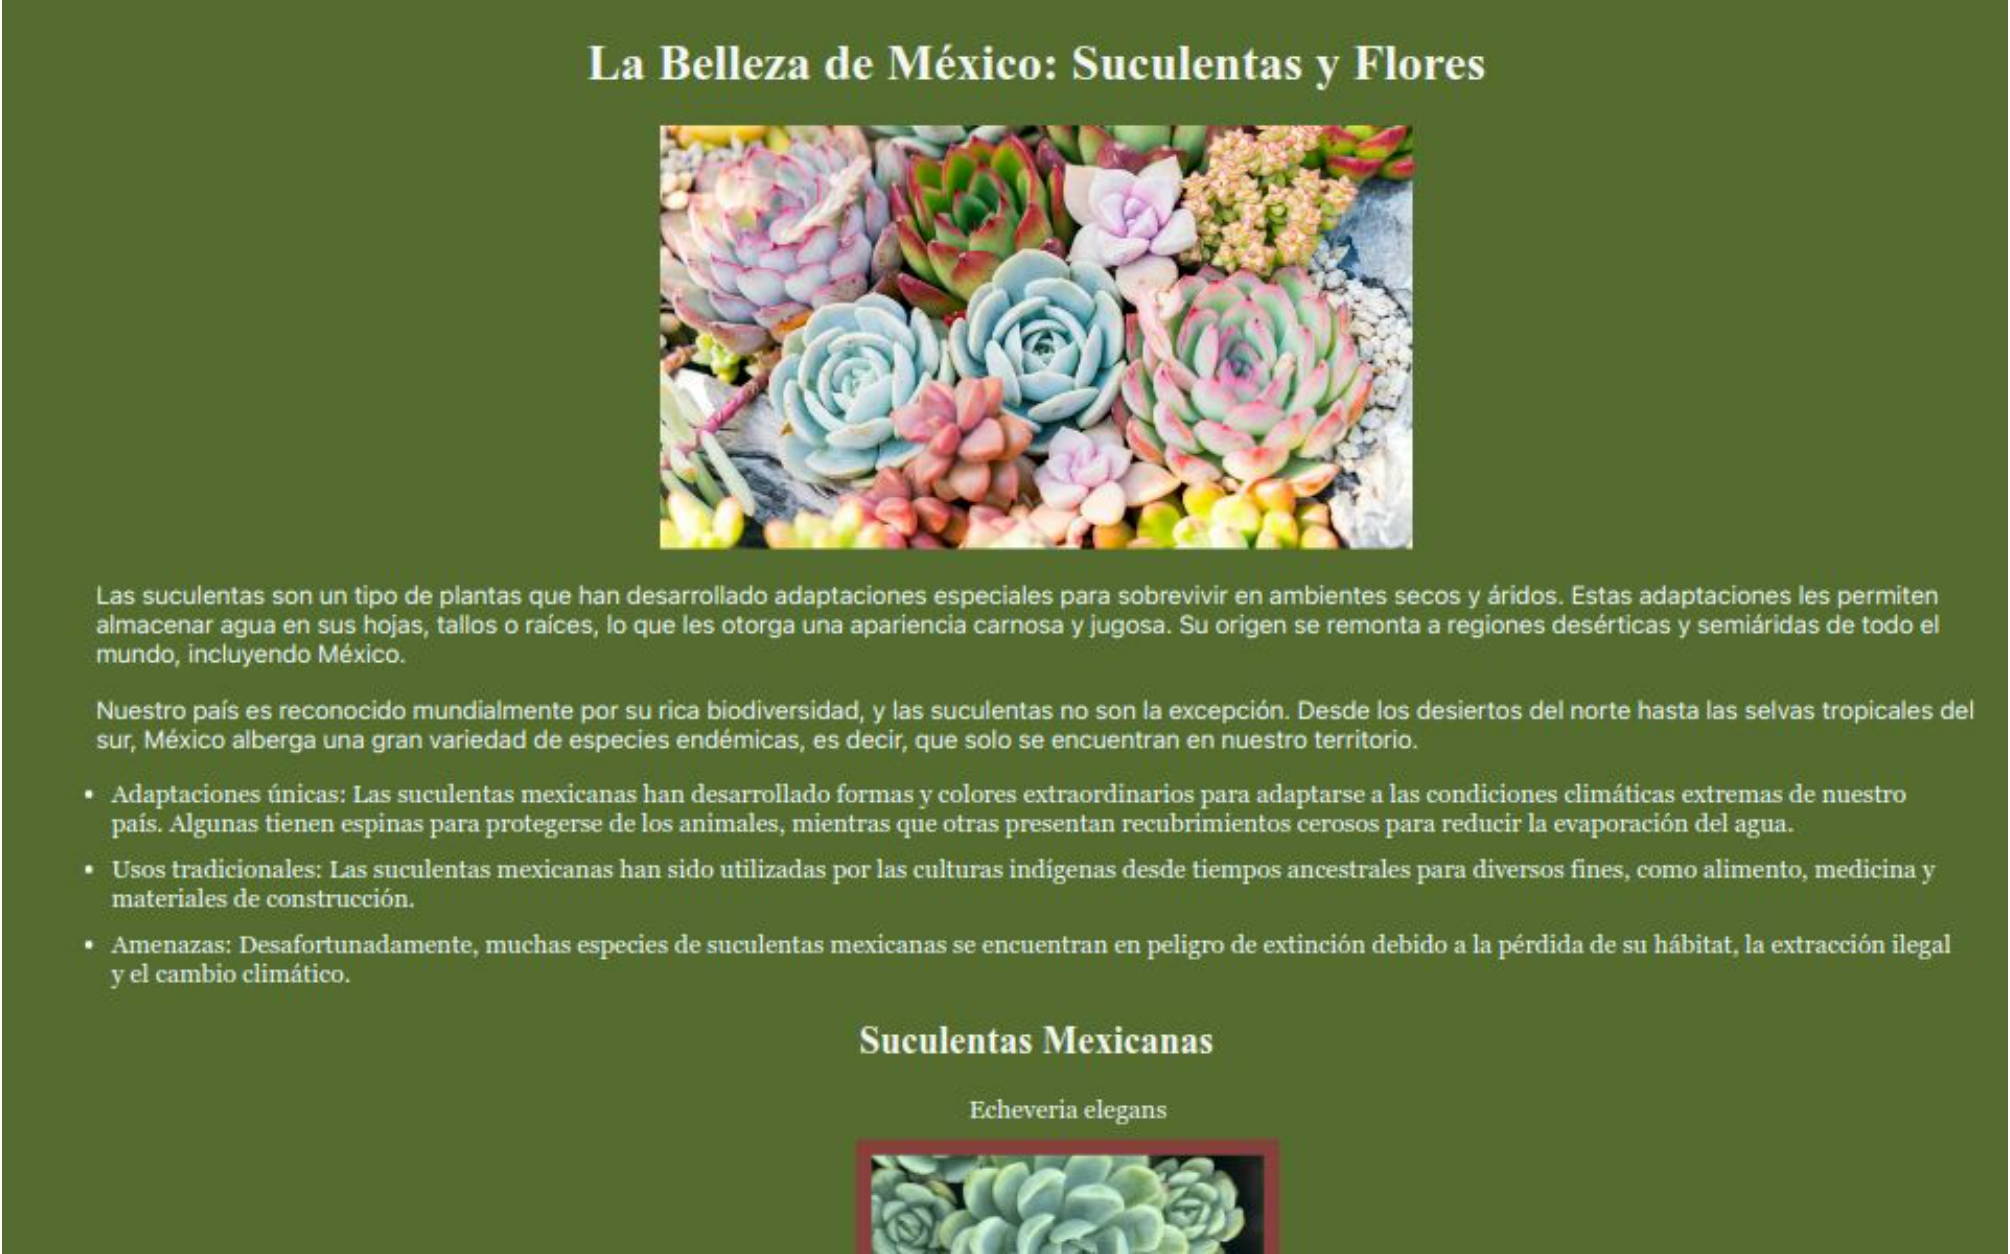 La Belleza de México: Suculentas y Flores
Las suculentas son un tipo de plantas que han desarrollado adaptaciones especiales para sobrevivir en ambientes secos y áridos. Estas adaptaciones les permiten
almacenar agua en sus hojas, tallos o raíces, lo que les otorga una apariencia carnosa y jugosa. Su origen se remonta a regiones desérticas y semiáridas de todo el
mundo, incluyendo México.
Nuestro país es reconocido mundialmente por su rica biodiversidad, y las suculentas no son la excepción. Desde los desiertos del norte hasta las selvas tropicales del
sur, México alberga una gran variedad de especies endémicas, es decir, que solo se encuentran en nuestro territorio.
• Adaptaciones únicas: Las suculentas mexicanas han desarrollado formas y colores extraordinarios para adaptarse a las condiciones climáticas extremas de nuestro
país. Algunas tienen espinas para protegerse de los animales, mientras que otras presentan recubrimientos cerosos para reducir la evaporación del agua.
• Usos tradicionales: Las suculentas mexicanas han sido utilizadas por las culturas indígenas desde tiempos ancestrales para diversos fines, como alimento, medicina y
materiales de construcción.
• Amenazas: Desafortunadamente, muchas especies de suculentas mexicanas se encuentran en peligro de extinción debido a la pérdida de su hábitat, la extracción ilegal
y el cambio climático.
Suculentas Mexicanas
Echeveria elegans